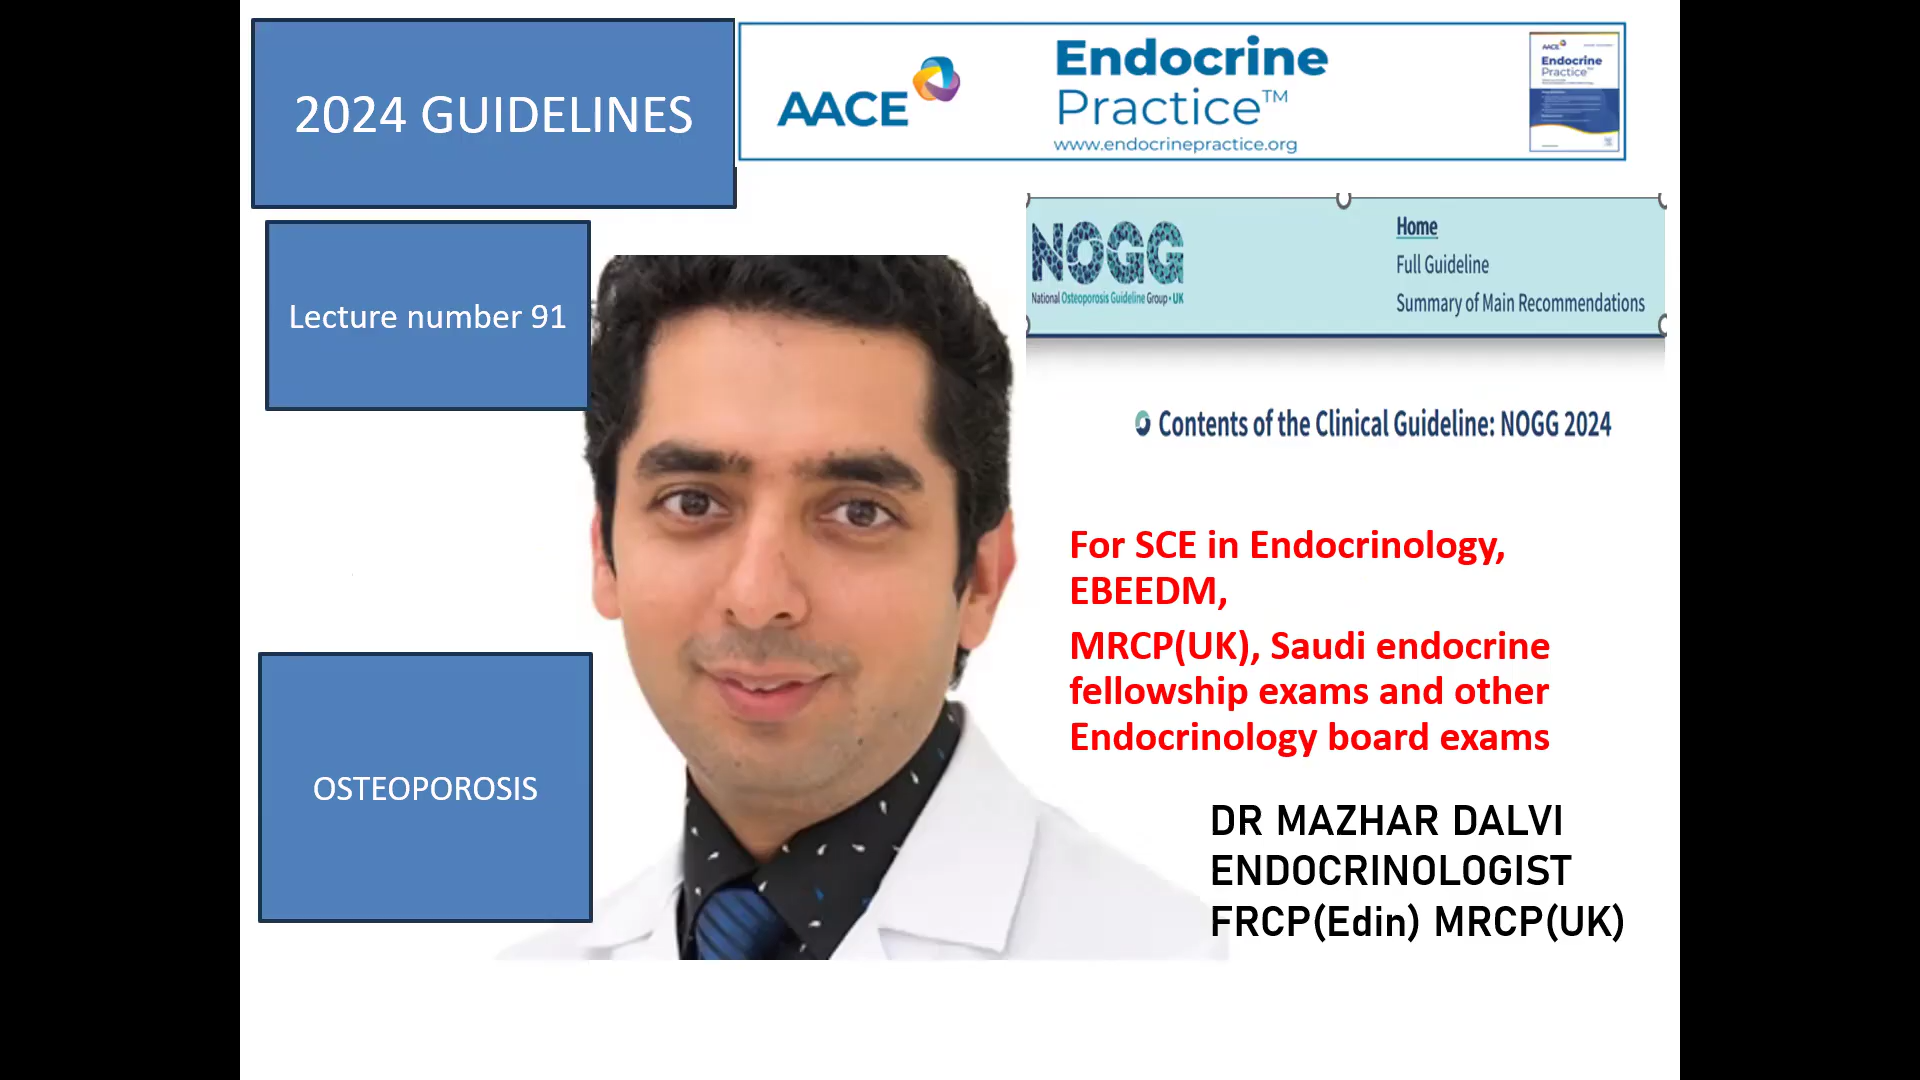 2024 GUIDELINES
AACE
Endocrine
Practice™
www.endocrinepractice.org
AACE
Endocrine
Practice™
Lecture number 91
NOGG
National Osteoporosis Guideline Group • UK
Home
Full Guideline
Summary of Main Recommendations
Contents of the Clinical Guideline: NOGG 2024
For SCE in Endocrinology,
EBEEDM,
MRCP(UK), Saudi endocrine
fellowship exams and other
Endocrinology board exams
OSTEOPOROSIS
DR MAZHAR DALVI
ENDOCRINOLOGIST
FRCP(Edin) MRCP(UK)